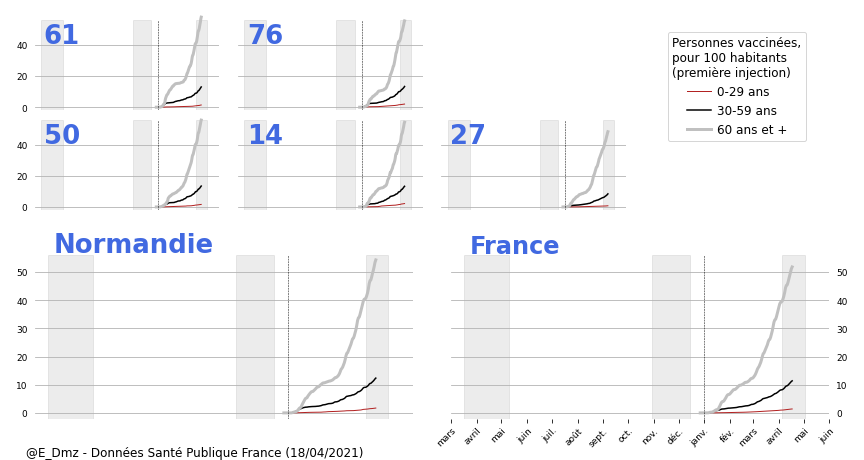 61
76
40
20
0
Personnes vaccinées,
pour 100 habitants
(première injection)
0-29 ans
30-59 ans
60 ans et +
50
14
27
40
20
0
Normandie
France
50
40
30
20
10
0
50
40
30
20
10
0
mars avril mai juin juil. août sept. oct. nov. déc. janv. fév. mars avril mai juin
@E_Dmz - Données Santé Publique France (18/04/2021)